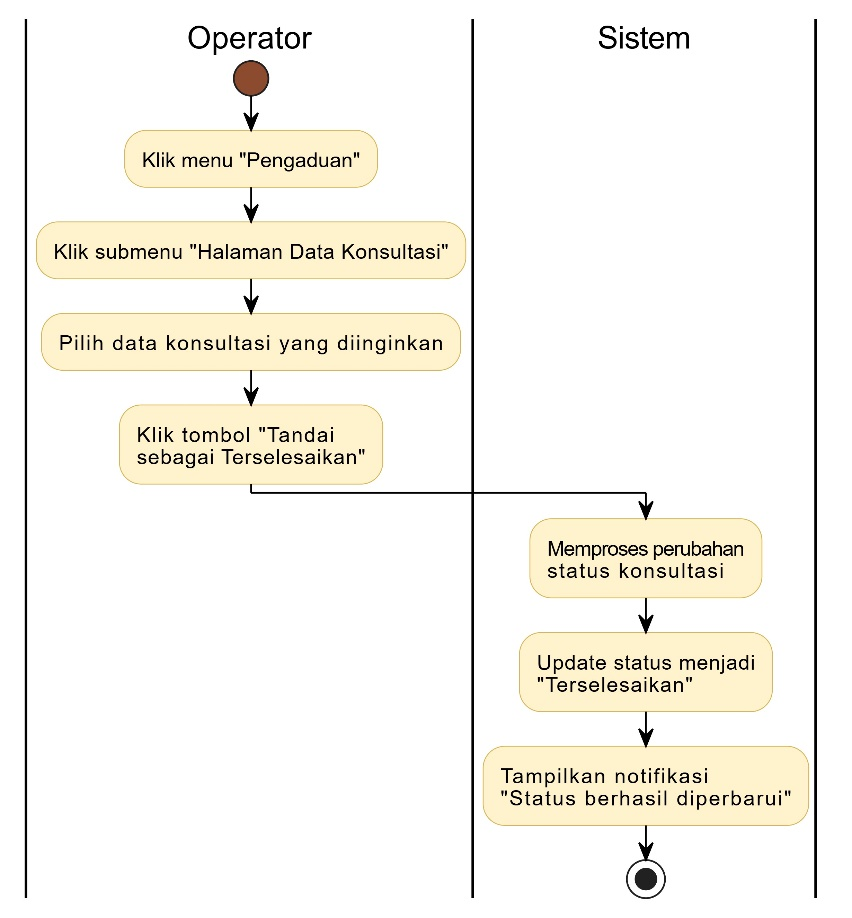 Operator
Sistem
Klik menu "Pengaduan"
Klik submenu "Halaman Data Konsultasi"
Pilih data konsultasi yang diinginkan
Klik tombol "Tandai
sebagai Terselesaikan"
Memproses perubahan
status konsultasi
Update status menjadi
"Terselesaikan"
Tampilkan notifikasi
"Status berhasil diperbarui"